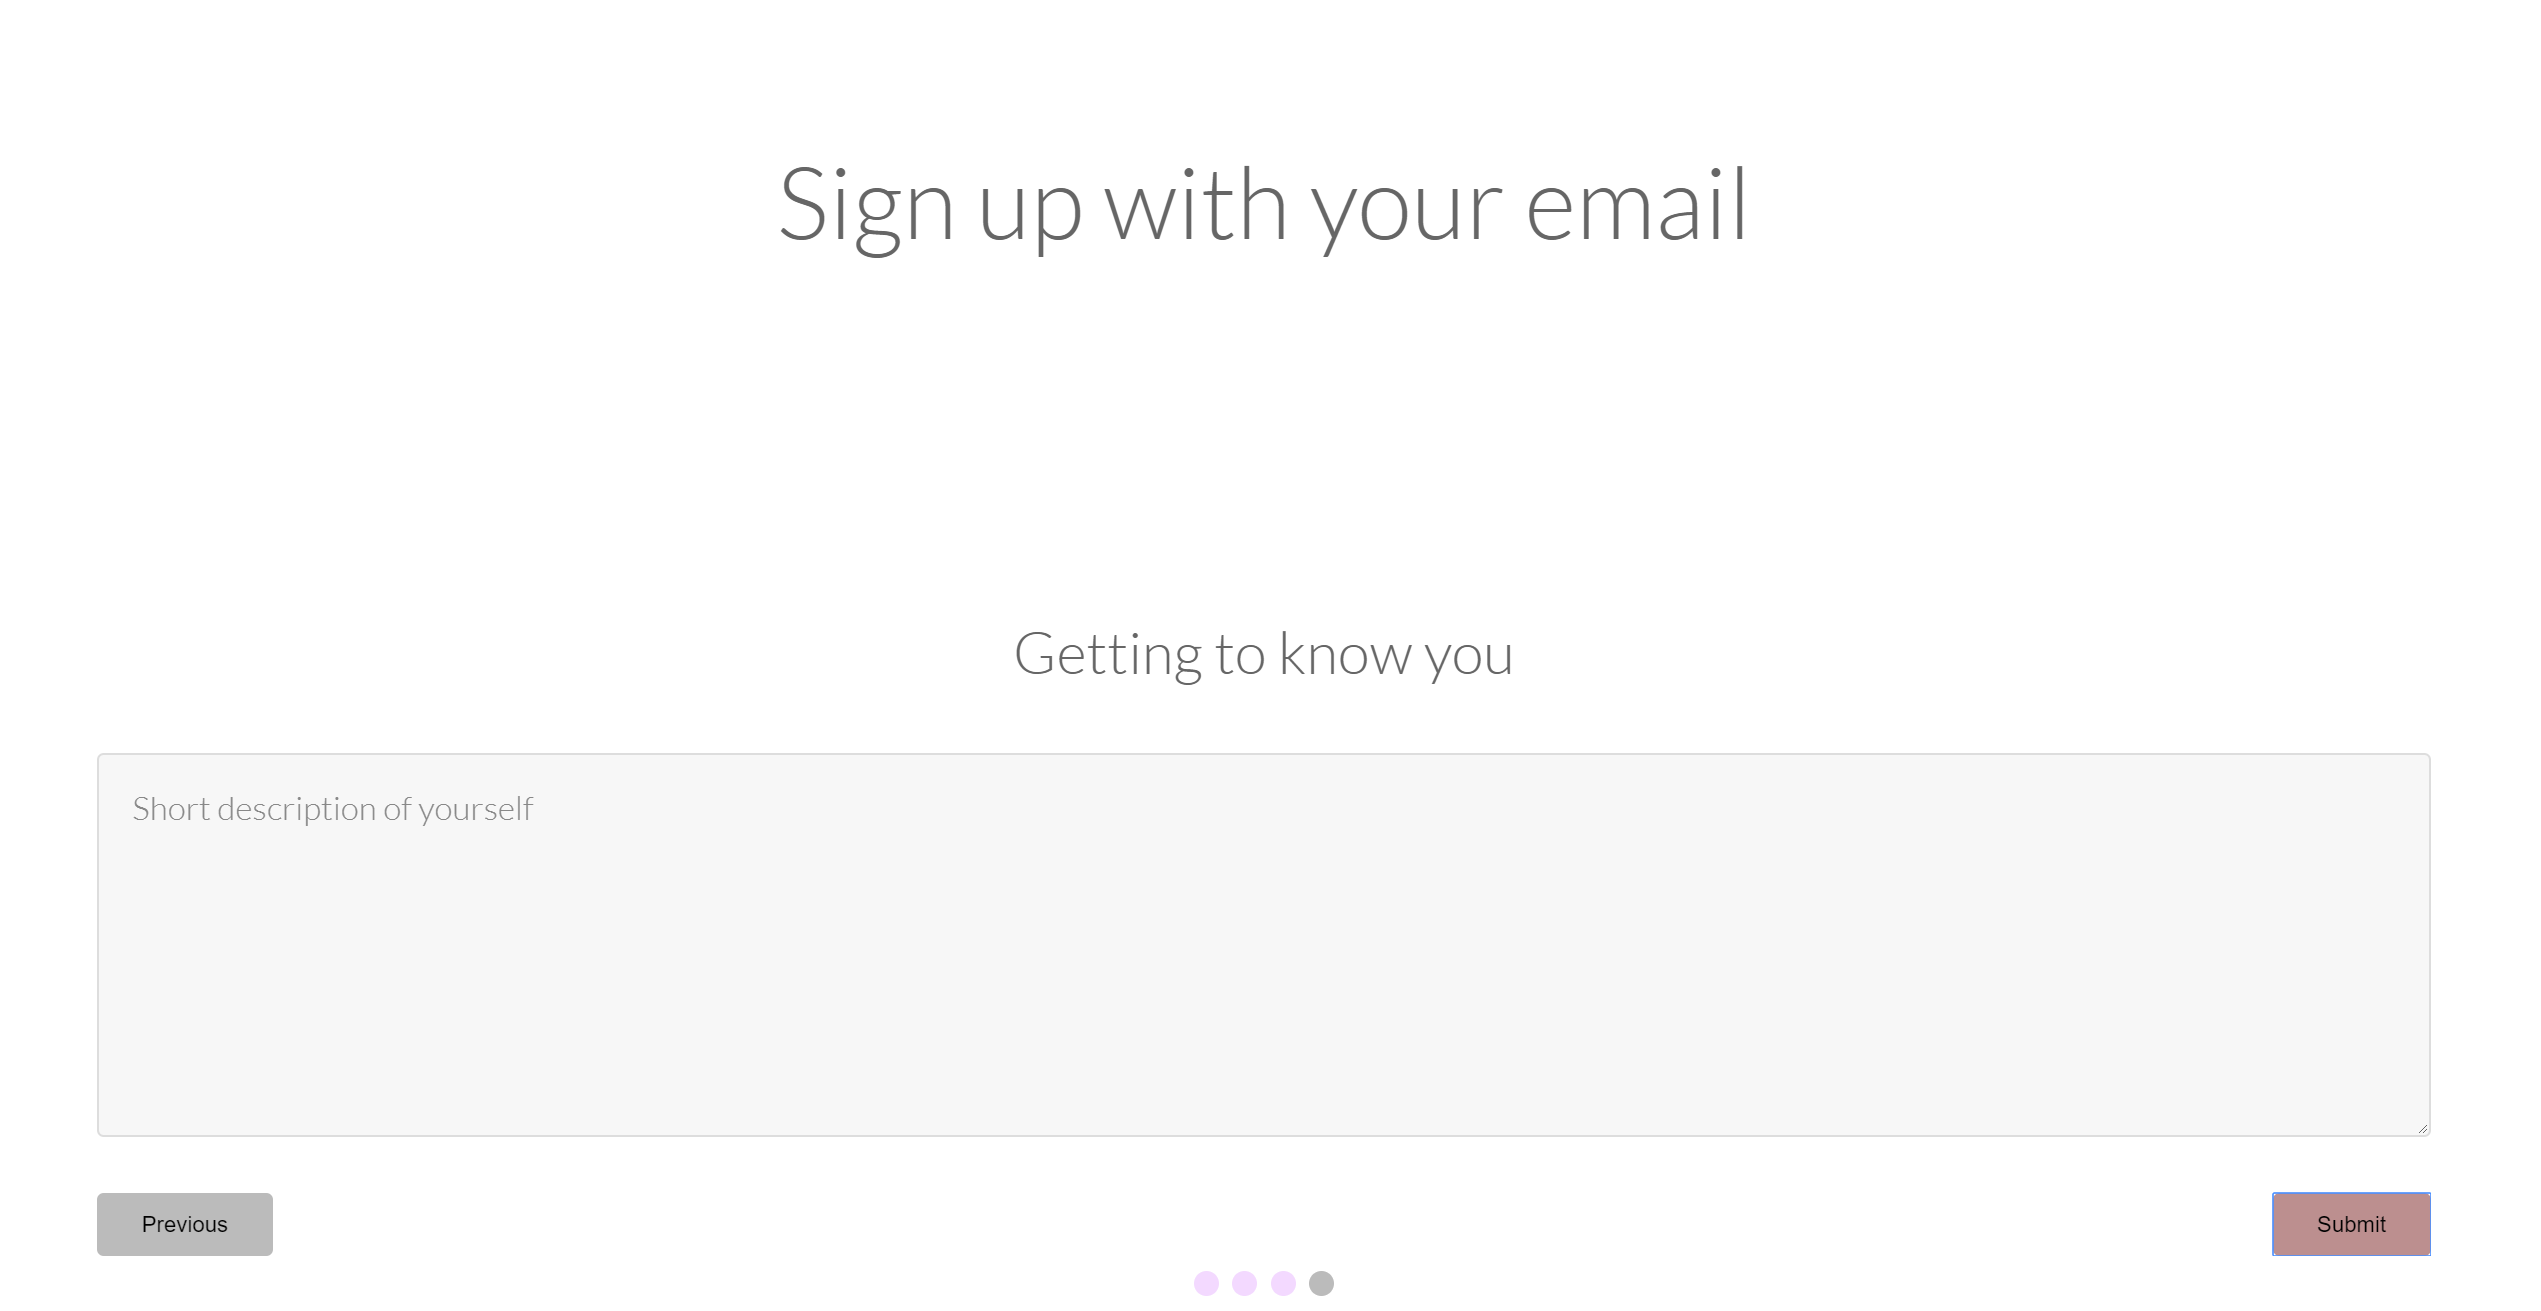 Sign up with your email
Getting to know you
Short description of yourself
Previous
Submit